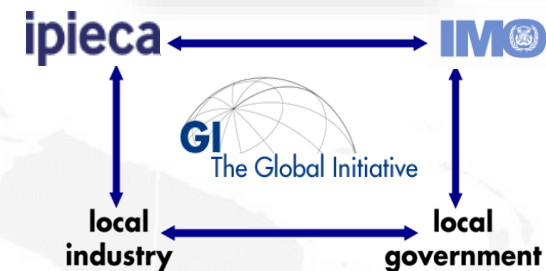 ipieca
IMO
GI
The Global Initiative
local
industry
local
government